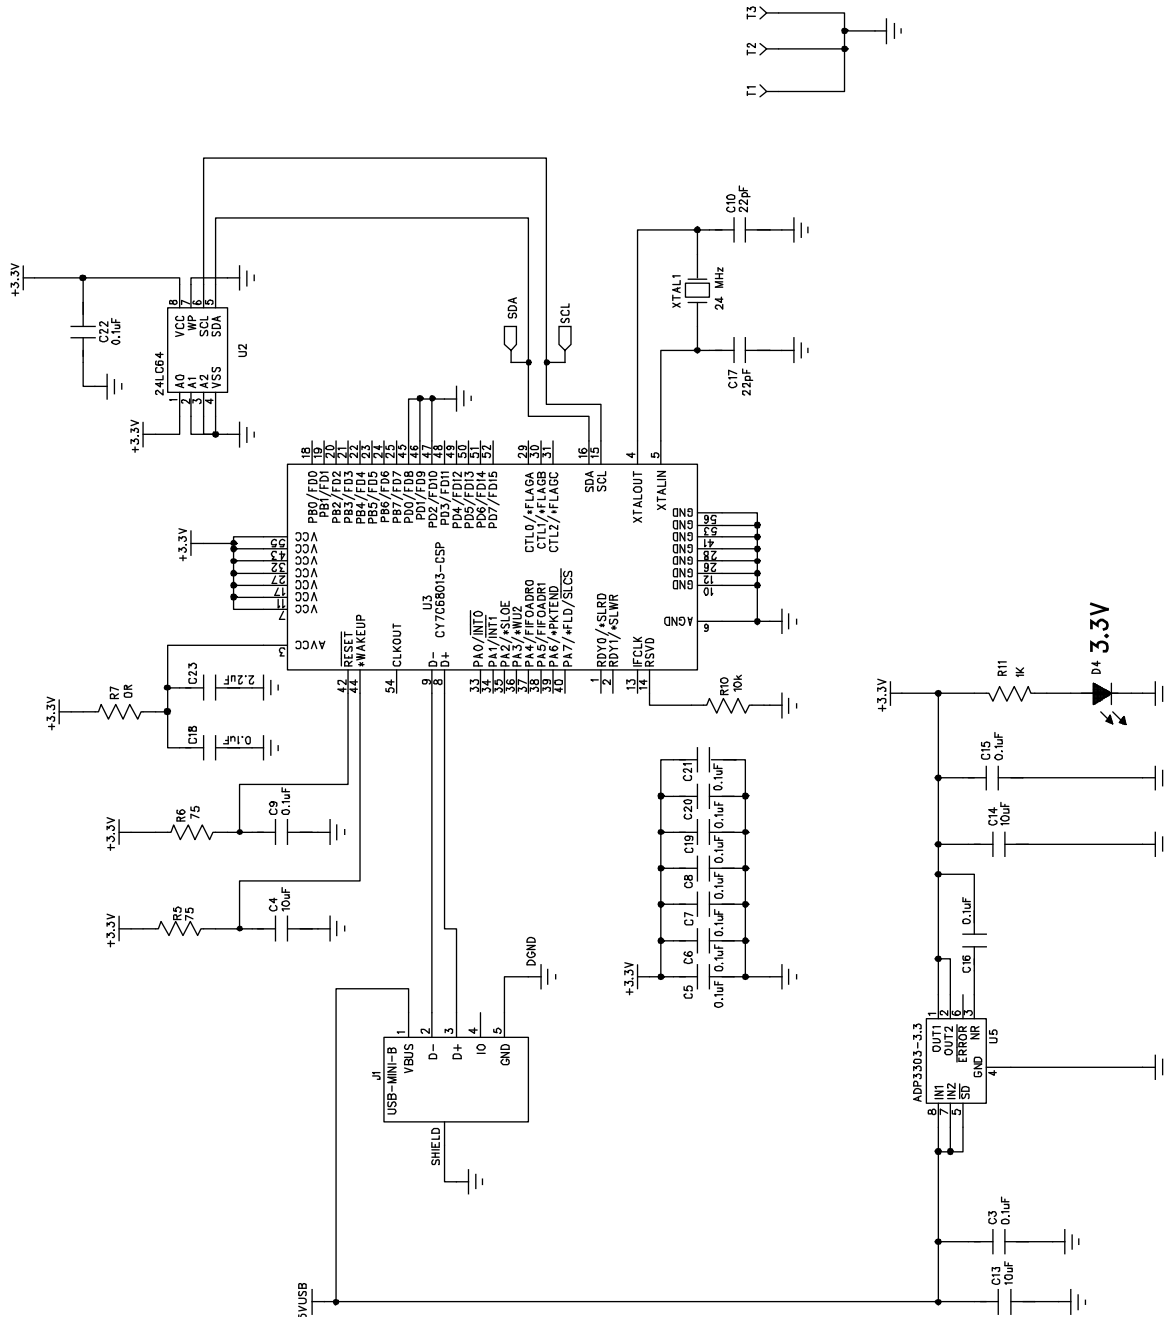 T3
T2
T1
+3.3V
C22
0.1uF
24LC64
U2
8
7
6
5
VCC
WP
SCL
SDA
A0
A1
A2
VSS
1
2
3
4
+3.3V
SDA
SCL
C10
22pF
XTAL1
24 MHz
C17
22pF
18
19
20
21
22
23
24
25
45
46
47
48
49
50
51
52
29
30
31
16
15
4
5
PB0/FD0
PB1/FD1
PB2/FD2
PB3/FD3
PB4/FD4
PB5/FD5
PB6/FD6
PB7/FD7
PD0/FD8
PD1/FD9
PD2/FD10
PD3/FD11
PD4/FD12
PD5/FD13
PD6/FD14
PD7/FD15
CTL0/*FLAGA
CTL1/*FLAGB
CTL2/*FLAGC
SDA
SCL
XTALOUT
XTALIN
+3.3V
VCC
VCC
VCC
VCC
VCC
VCC
VCC
55
43
32
27
17
11
7
AVCC
3
U3
CY7C68013-CSP
GND
GND
GND
GND
GND
GND
GND
56
53
41
28
26
12
10
AGND
6
RESET
*WAKEUP
CLKOUT
D-
D+
PA0/INT0
PA1/INT1
PA2/*SLOE
PA3/*WU2
PA4/FIFOADR0
PA5/FIFOADR1
PA6/*PKTEND
PA7/*FLD/SLCS
RDY0/*SLRD
RDY1/*SLWR
IFCLK
RSVD
42
44
54
9
8
33
34
35
36
37
38
39
40
1
2
13
14
+3.3V
R7
0R
C23
2.2uF
C18
0.1uF
R10
10k
+3.3V
R6
75
C9
0.1uF
+3.3V
R5
75
C4
10uF
C21
0.1uF
C20
0.1uF
C19
0.1uF
C8
0.1uF
C7
0.1uF
C6
0.1uF
C5
0.1uF
+3.3V
J1
USB-MINI-B
VBUS
D-
D+
IO
GND
1
2
3
4
5
DGND
SHIELD
5VUSB
+3.3V
R11
1K
D4
3.3V
C15
0.1uF
C14
10uF
0.1uF
C16
ADP3303-3.3
U5
1
2
6
3
OUT1
OUT2
ERROR
NR
GND
4
IN1
IN2
SD
8
7
5
C3
0.1uF
C13
10uF